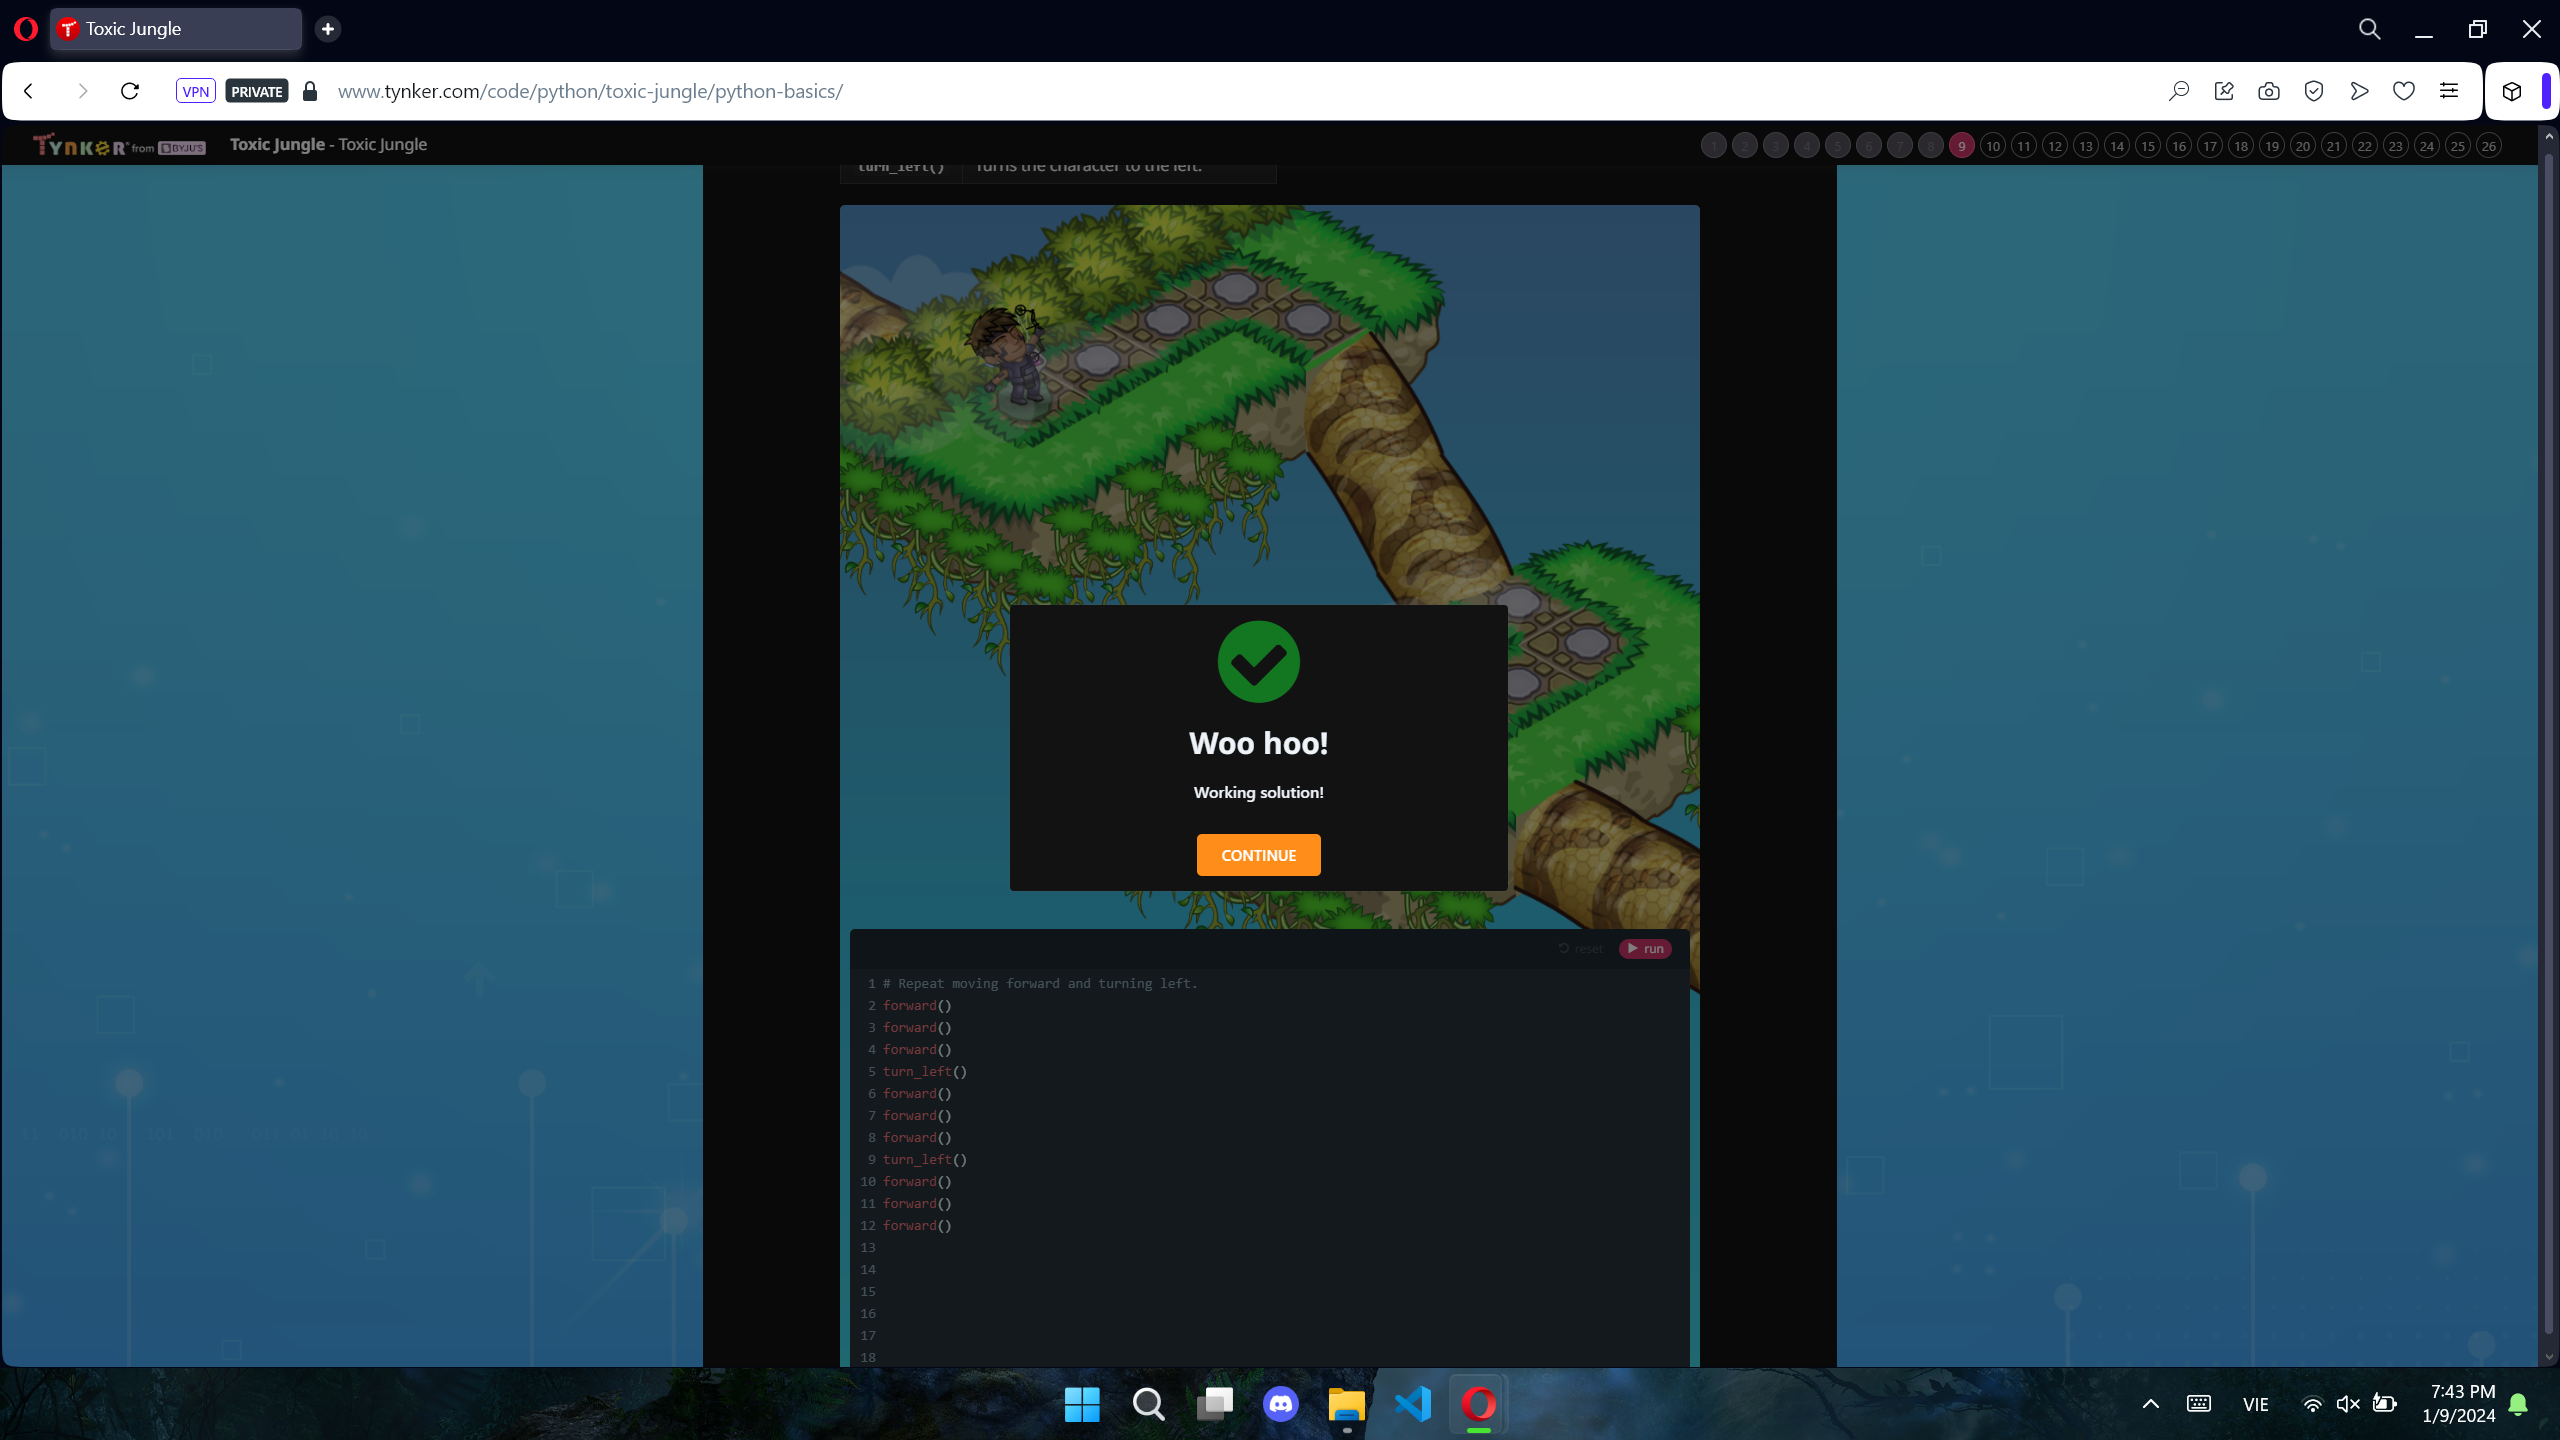 Toxic Jungle
VPN PRIVATE www.tynker.com/code/python/toxic-jungle/python-basics/
TYNKER from BYJU'S Toxic Jungle - Toxic Jungle 1 2 3 4 5 6 7 8 9 10 11 12 13 14 15 16 17 18 19 20 21 22 23 24 25 26
turn_left() Turns the character to the left.
Woo hoo!
Working solution!
CONTINUE
reset run
1 # Repeat moving forward and turning left.
2 forward()
3 forward()
4 forward()
5 turn_left()
6 forward()
7 forward()
8 forward()
9 turn_left()
10 forward()
11 forward()
12 forward()
13
14
15
16
17
18
VIE
7:43 PM
1/9/2024